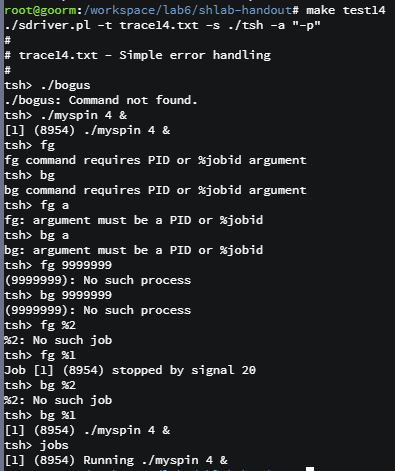 root@goorm:/workspace/lab6/shlab-handout# make test14
./sdriver.pl -t trace14.txt -s ./tsh -a "-p"
#
# trace14.txt - Simple error handling
#
tsh> ./bogus
./bogus: Command not found.
tsh> ./myspin 4 &
[1] (8954) ./myspin 4 &
tsh> fg
fg command requires PID or %jobid argument
tsh> bg
bg command requires PID or %jobid argument
tsh> fg a
fg: argument must be a PID or %jobid
tsh> bg a
bg: argument must be a PID or %jobid
tsh> fg 9999999
(9999999): No such process
tsh> bg 9999999
(9999999): No such process
tsh> fg %2
%2: No such job
tsh> fg %1
Job [1] (8954) stopped by signal 20
tsh> bg %2
%2: No such job
tsh> bg %1
[1] (8954) ./myspin 4 &
tsh> jobs
[1] (8954) Running ./myspin 4 &